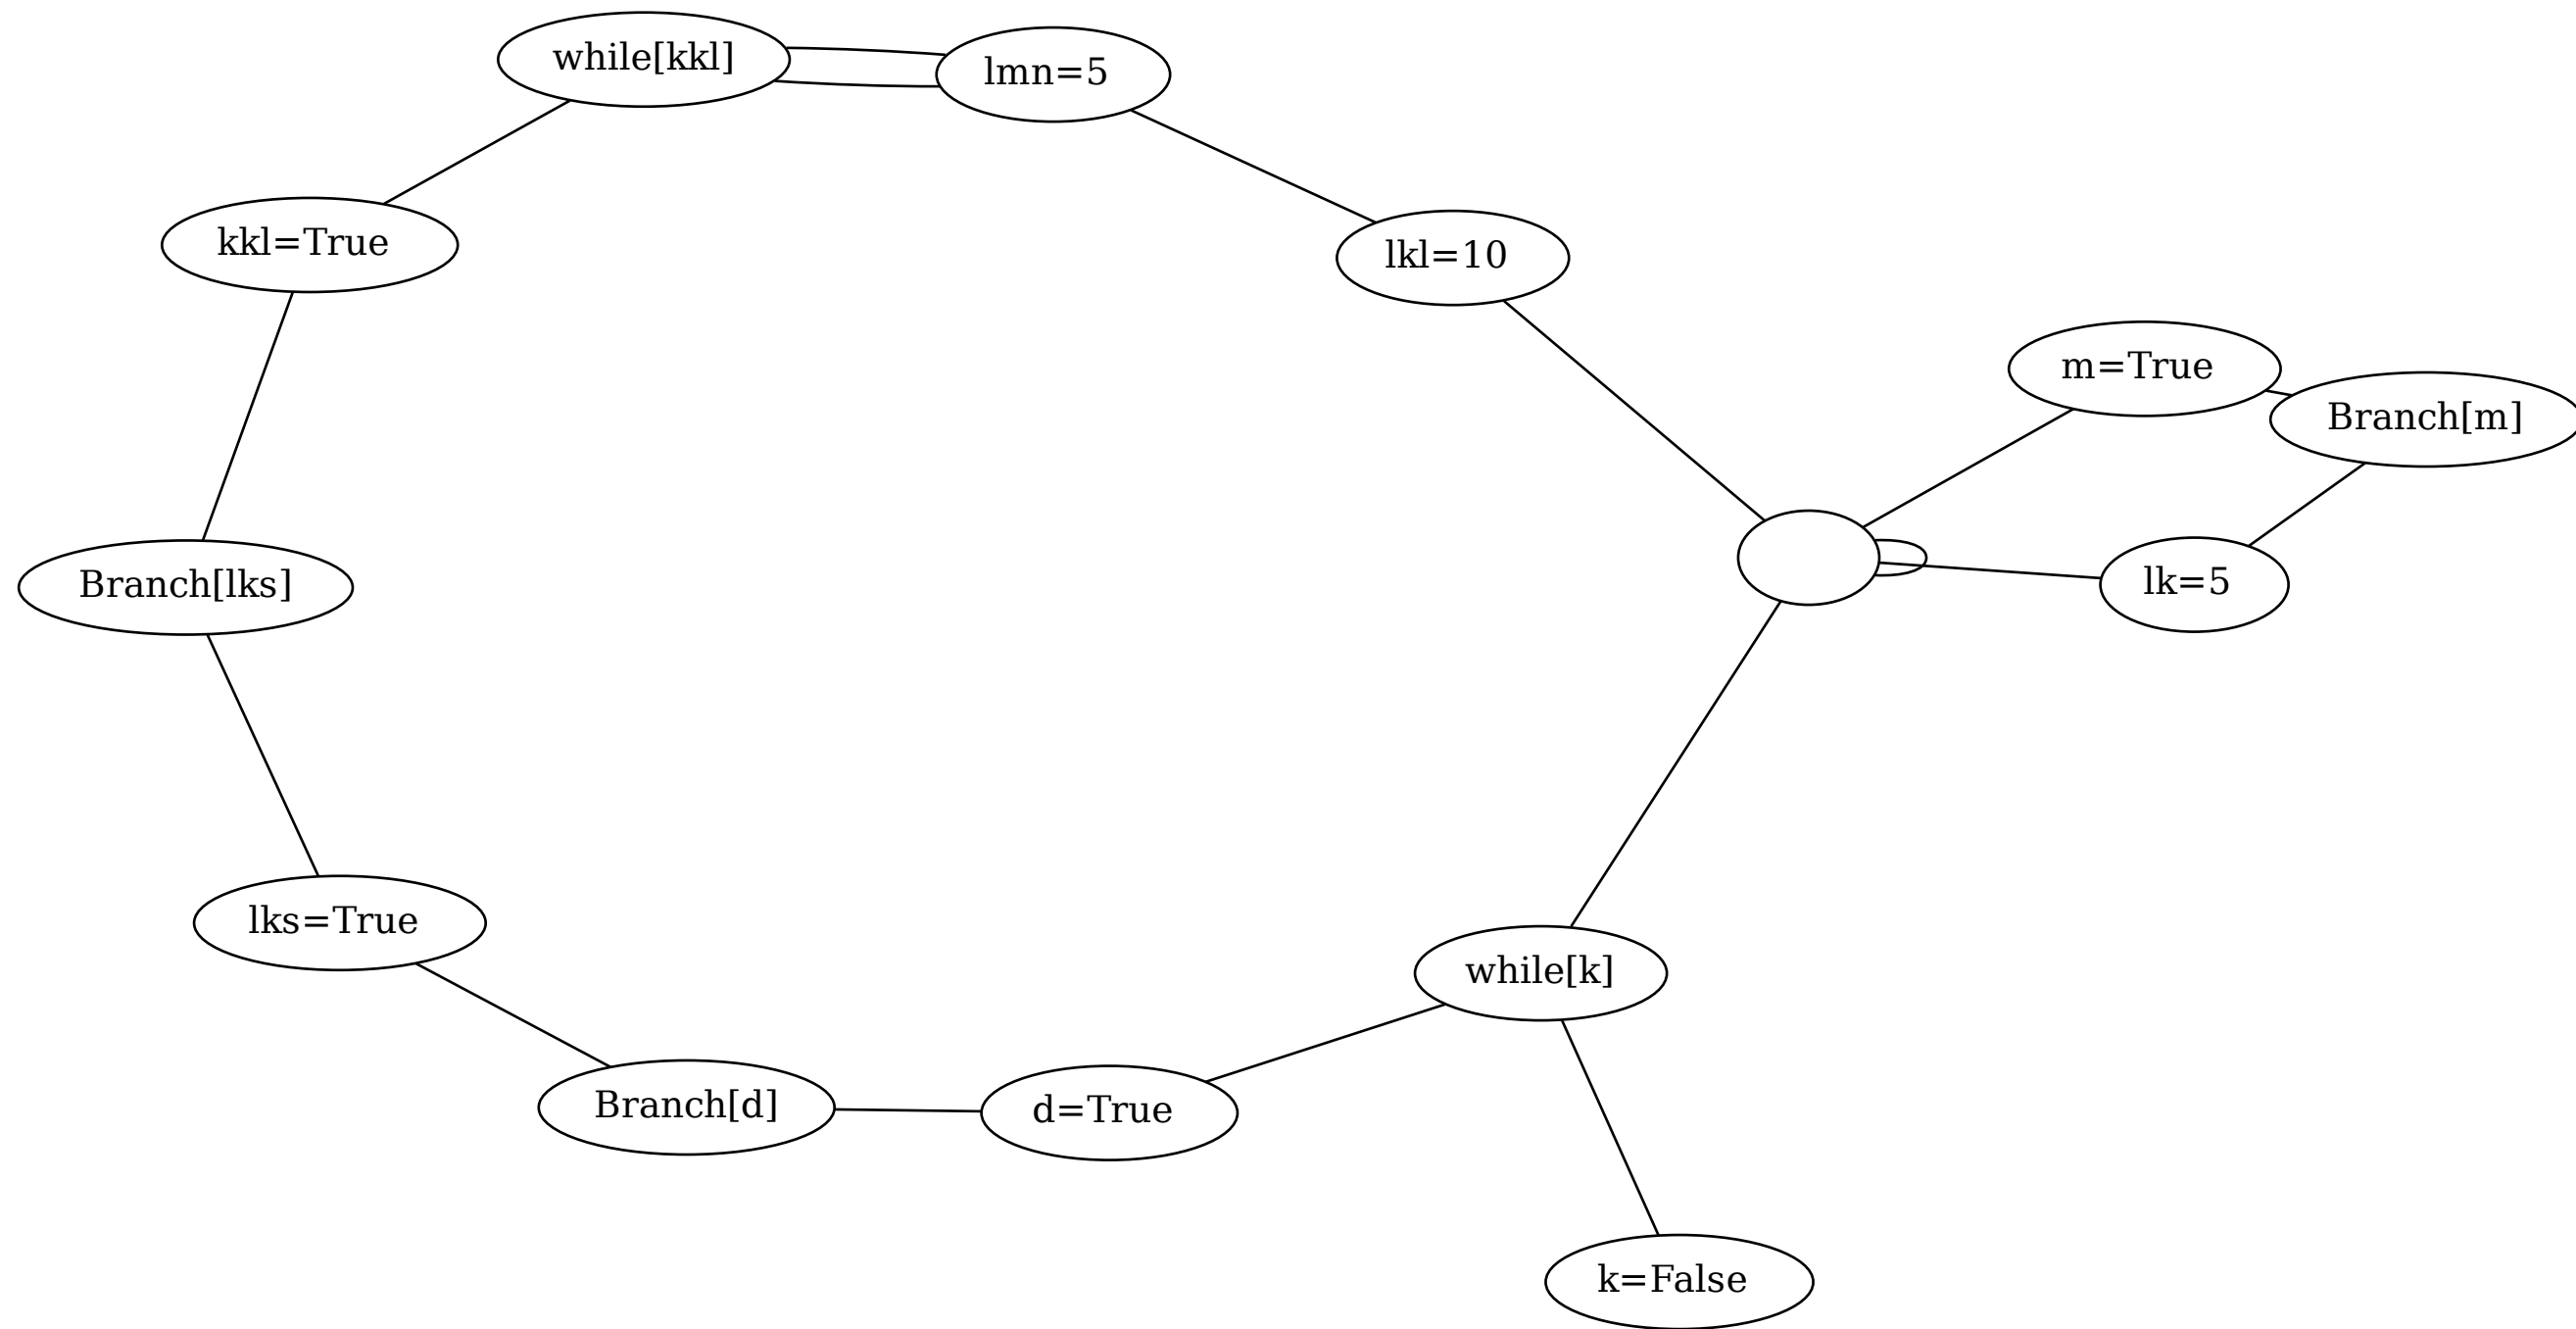 while[kkl]
lmn=5
kkl=True
lkl=10
m=True
Branch[m]
Branch[lks]
lk=5
lks=True
while[k]
Branch[d]
d=True
k=False